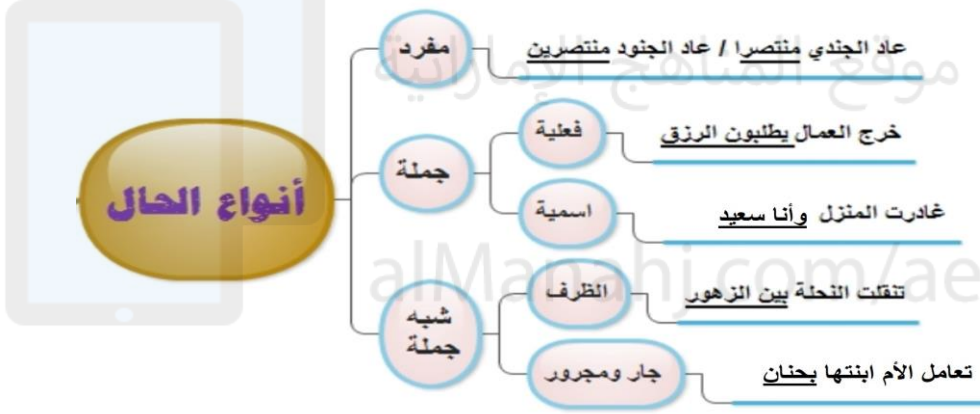 أنواع الحال
مفرد
عاد الجندي منتصرا / عاد الجنود منتصرين
جملة
فعلية
خرج العمال يطلبون الرزق
اسمية
غادرت المنزل وأنا سعيد
شبه
جملة
الظرف
تنقلت النحلة بين الزهور
جار ومجرور
تعامل الأم ابنتها بحنان
موقع المناهج الإماراتية
alManahj.com/ae